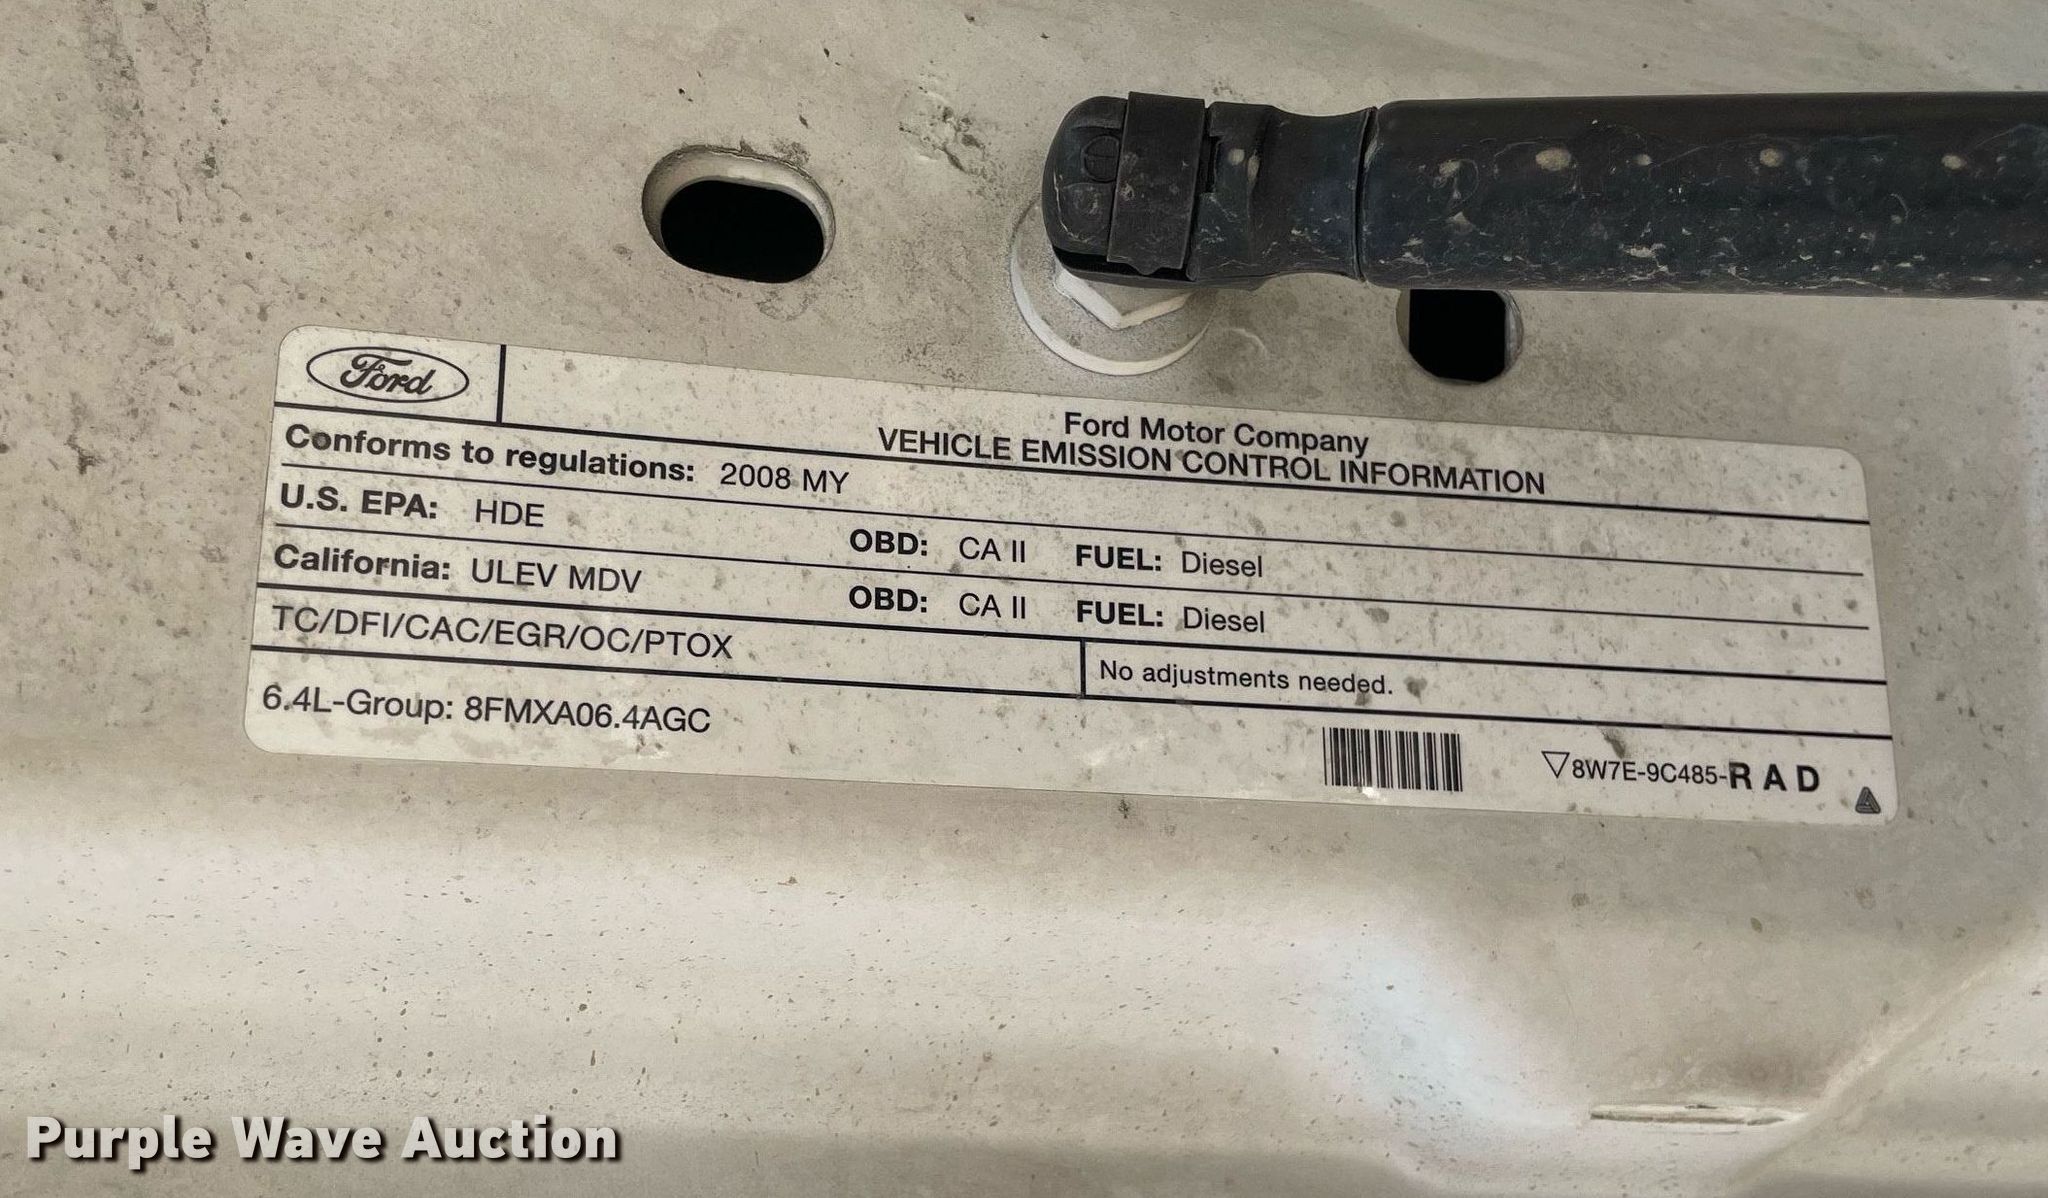 Ford
Ford Motor Company
VEHICLE EMISSION CONTROL INFORMATION
Conforms to regulations: 2008 MY
U.S. EPA: HDE OBD: CA II FUEL: Diesel
California: ULEV MDV OBD: CA II FUEL: Diesel
TC/DFI/CAC/EGR/OC/PTOX
No adjustments needed.
6.4L-Group: 8FMXA06.4AGC
8W7E-9C485-R A D
Purple Wave Auction